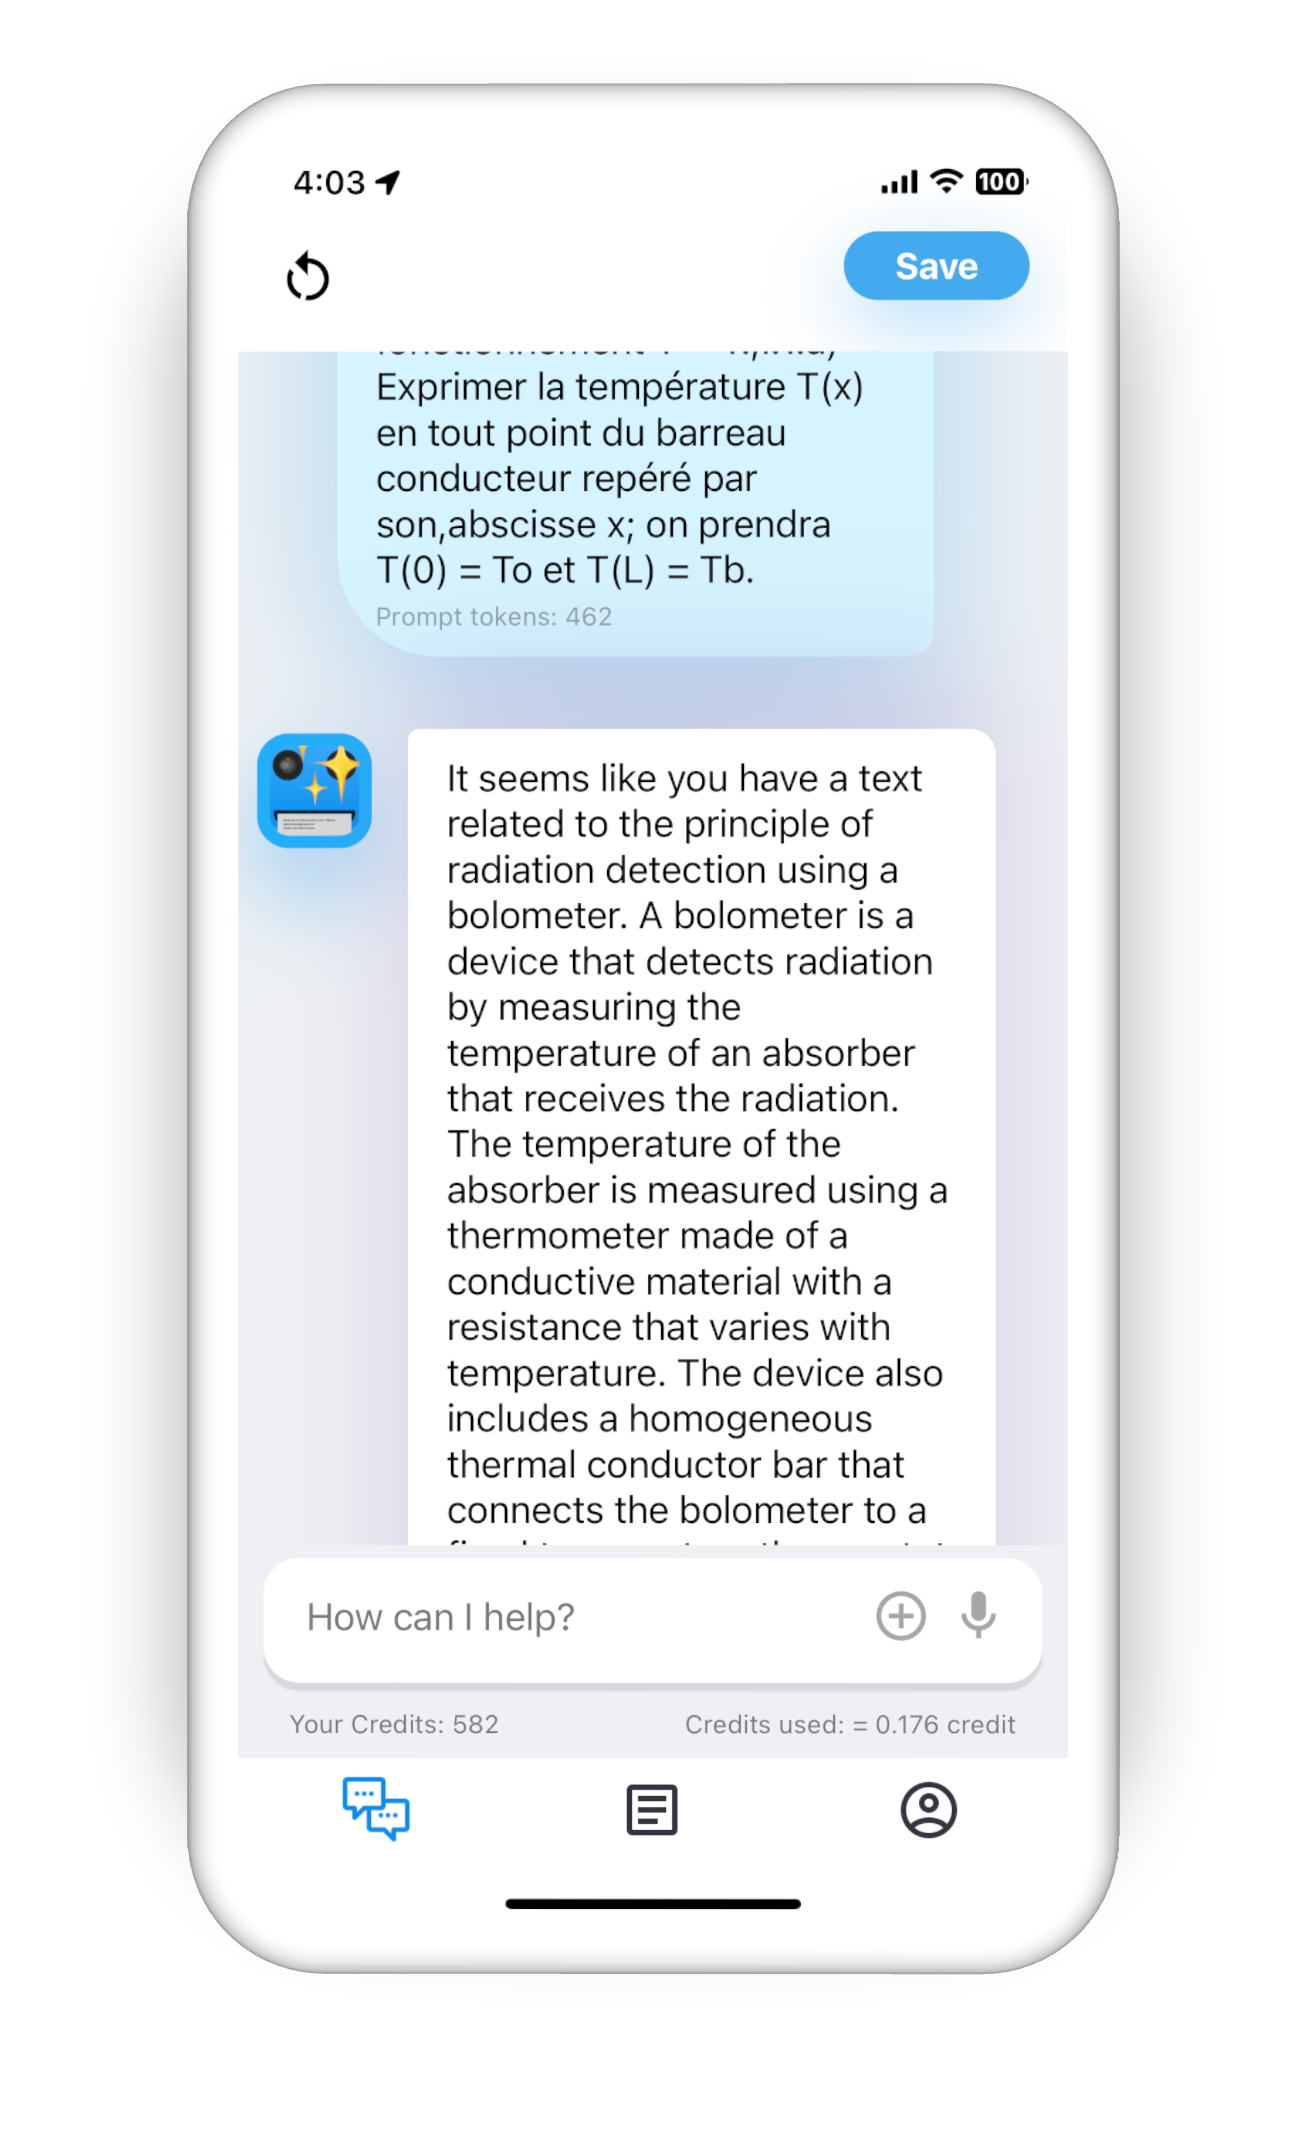 4:03
100
Save
Exprimer la température T(x)
en tout point du barreau
conducteur repéré par
son,abscisse x; on prendra
T(0) = To et T(L) = Tb.
Prompt tokens: 462
It seems like you have a text
related to the principle of
radiation detection using a
bolometer. A bolometer is a
device that detects radiation
by measuring the
temperature of an absorber
that receives the radiation.
The temperature of the
absorber is measured using a
thermometer made of a
conductive material with a
resistance that varies with
temperature. The device also
includes a homogeneous
thermal conductor bar that
connects the bolometer to a
How can I help?
Your Credits: 582
Credits used: = 0.176 credit